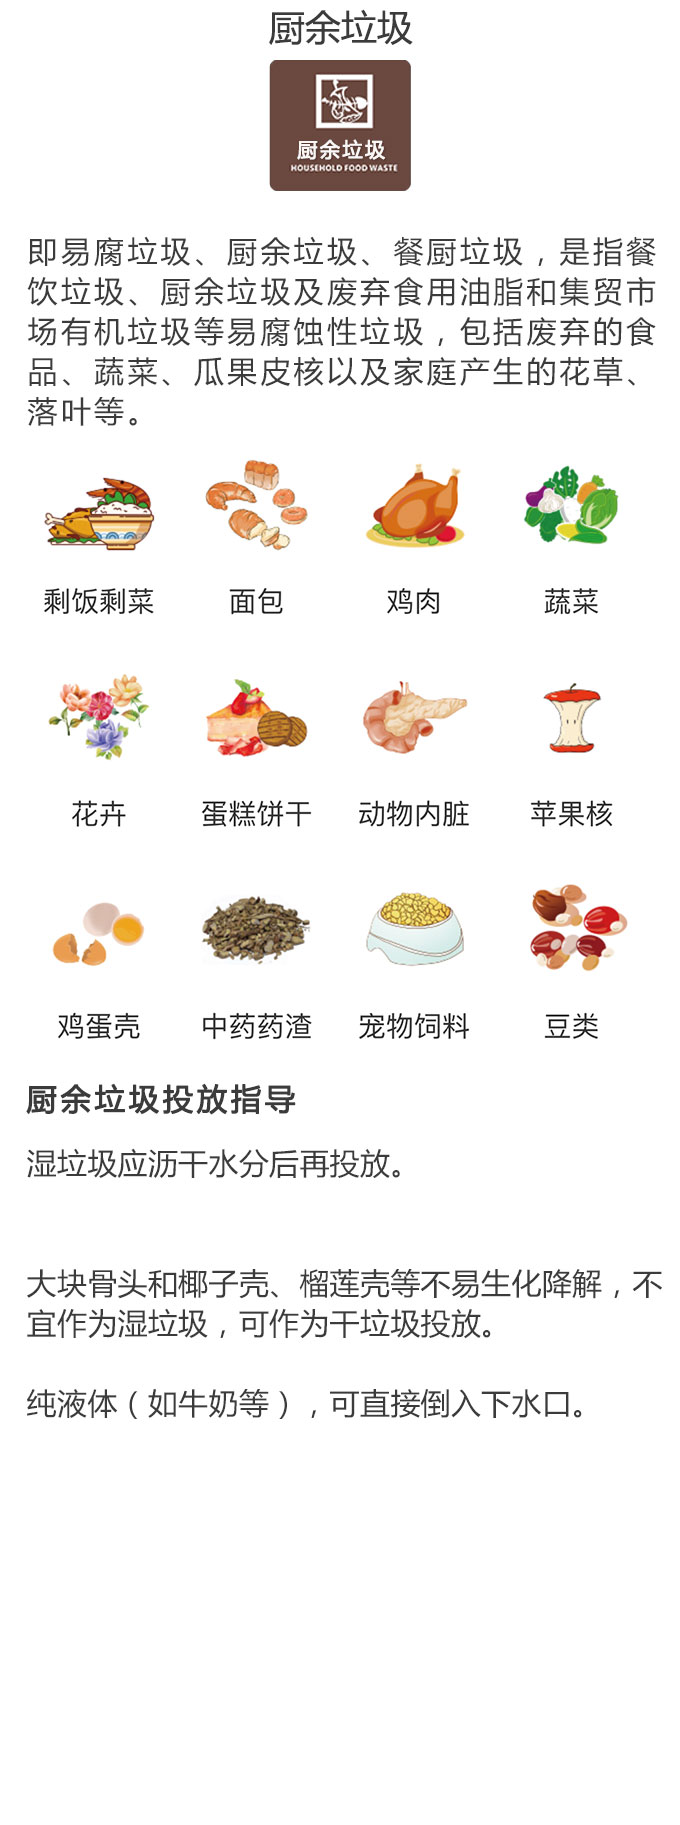 厨余垃圾
厨余垃圾
HOUSEHOLD FOOD WASTE
即易腐垃圾、厨余垃圾、餐厨垃圾，是指餐
饮垃圾、厨余垃圾及废弃食用油脂和集贸市
场有机垃圾等易腐蚀性垃圾，包括废弃的食
品、蔬菜、瓜果皮核以及家庭产生的花草、
落叶等。
剩饭剩菜 面包 鸡肉 蔬菜
花卉 蛋糕饼干 动物内脏 苹果核
鸡蛋壳 中药药渣 宠物饲料 豆类
厨余垃圾投放指导
湿垃圾应沥干水分后再投放。
大块骨头和椰子壳、榴莲壳等不易生化降解，不
宜作为湿垃圾，可作为干垃圾投放。
纯液体（如牛奶等），可直接倒入下水口。